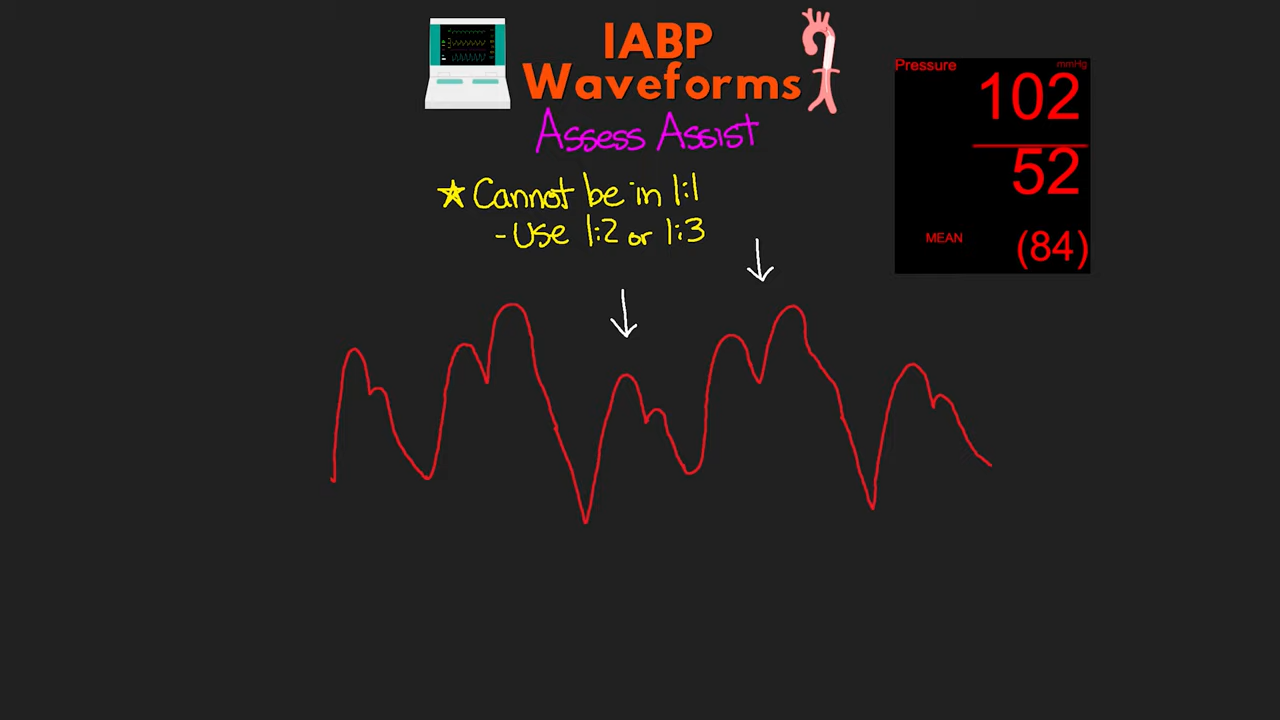 IABP
Waveforms
Assess Assist
☆ Cannot be in 1:1
- Use 1:2 or 1:3
Pressure mmHg
102
52
MEAN (84)